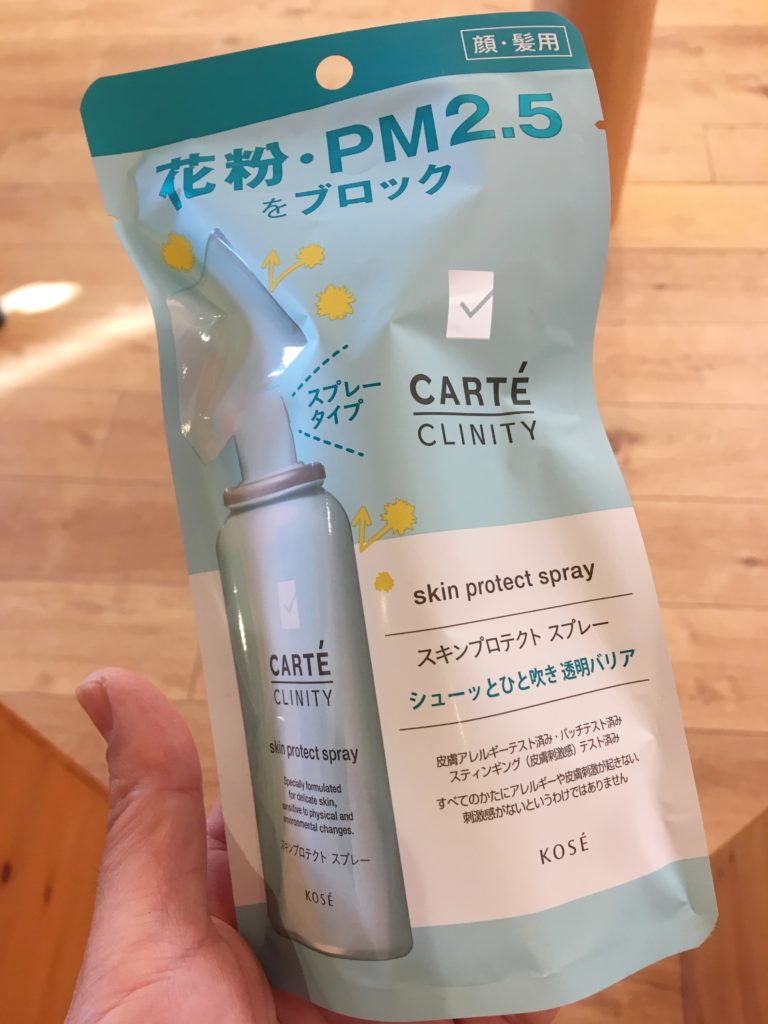 顔・髪用
花粉・PM2.5
をブロック
スプレー
タイプ
CARTÉ
CLINITY
skin protect spray
スキンプロテクト スプレー
シューッとひと吹き 透明バリア
皮膚アレルギーテスト済み・パッチテスト済み
スティンギング(皮膚刺激感)テスト済み
すべてのかたにアレルギーや皮膚刺激が起きない、
刺激感がないというわけではありません
KOSÉ
CARTÉ
CLINITY
skin protect spray
Specially formulated
for delicate skin,
sensitive to physical and
environmental changes.
スキンプロテクト スプレー
KOSÉ